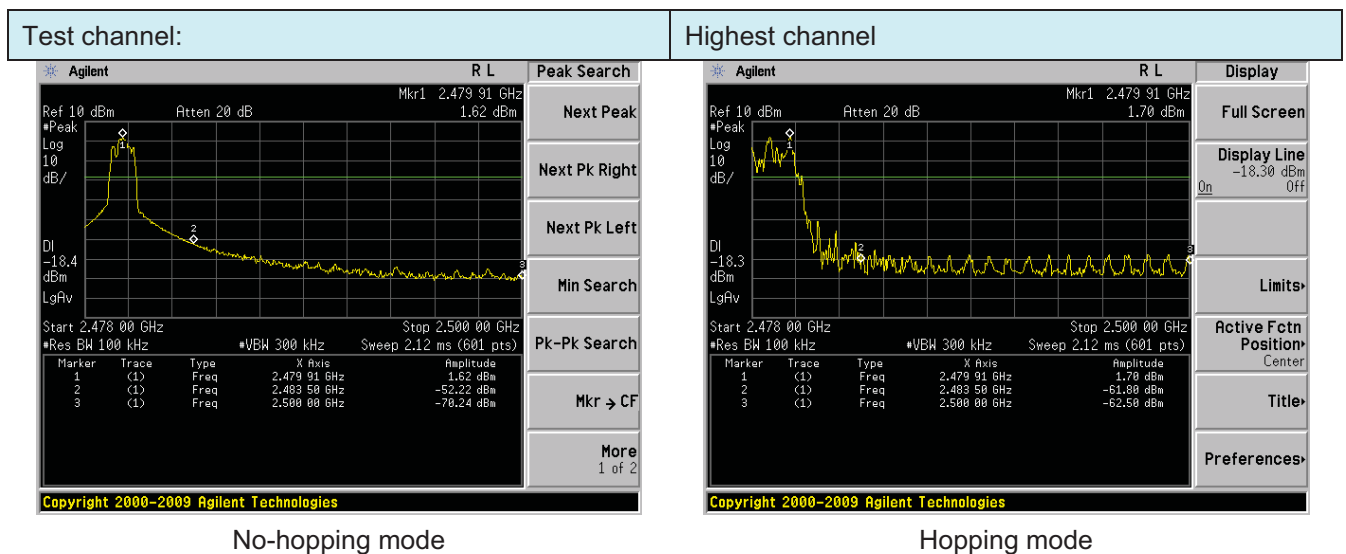 Test channel: Highest channel
Agilent R L Peak Search
Mkr1 2.479 91 GHz
Ref 10 dBm Atten 20 dB 1.62 dBm
#Peak
Log
10
dB/
1
2
3
DI
-18.4
dBm
LgAv
Start 2.478 00 GHz Stop 2.500 00 GHz
#Res BW 100 kHz #VBW 300 kHz Sweep 2.12 ms (601 pts)
Marker Trace Type X Axis Amplitude
1 (1) Freq 2.479 91 GHz 1.62 dBm
2 (1) Freq 2.483 50 GHz -52.22 dBm
3 (1) Freq 2.500 00 GHz -70.24 dBm
Next Peak
Next Pk Right
Next Pk Left
Min Search
Pk-Pk Search
Mkr → CF
More
1 of 2
Copyright 2000-2009 Agilent Technologies
No-hopping mode
Agilent R L Display
Mkr1 2.479 91 GHz
Ref 10 dBm Atten 20 dB 1.70 dBm
#Peak
Log
10
dB/
1
2
3
DI
-18.3
dBm
LgAv
Start 2.478 00 GHz Stop 2.500 00 GHz
#Res BW 100 kHz #VBW 300 kHz Sweep 2.12 ms (601 pts)
Marker Trace Type X Axis Amplitude
1 (1) Freq 2.479 91 GHz 1.70 dBm
2 (1) Freq 2.483 50 GHz -61.80 dBm
3 (1) Freq 2.500 00 GHz -62.50 dBm
Full Screen
Display Line
-18.30 dBm
On Off
Limits
Active Fctn
Position
Center
Title
Preferences
Copyright 2000-2009 Agilent Technologies
Hopping mode